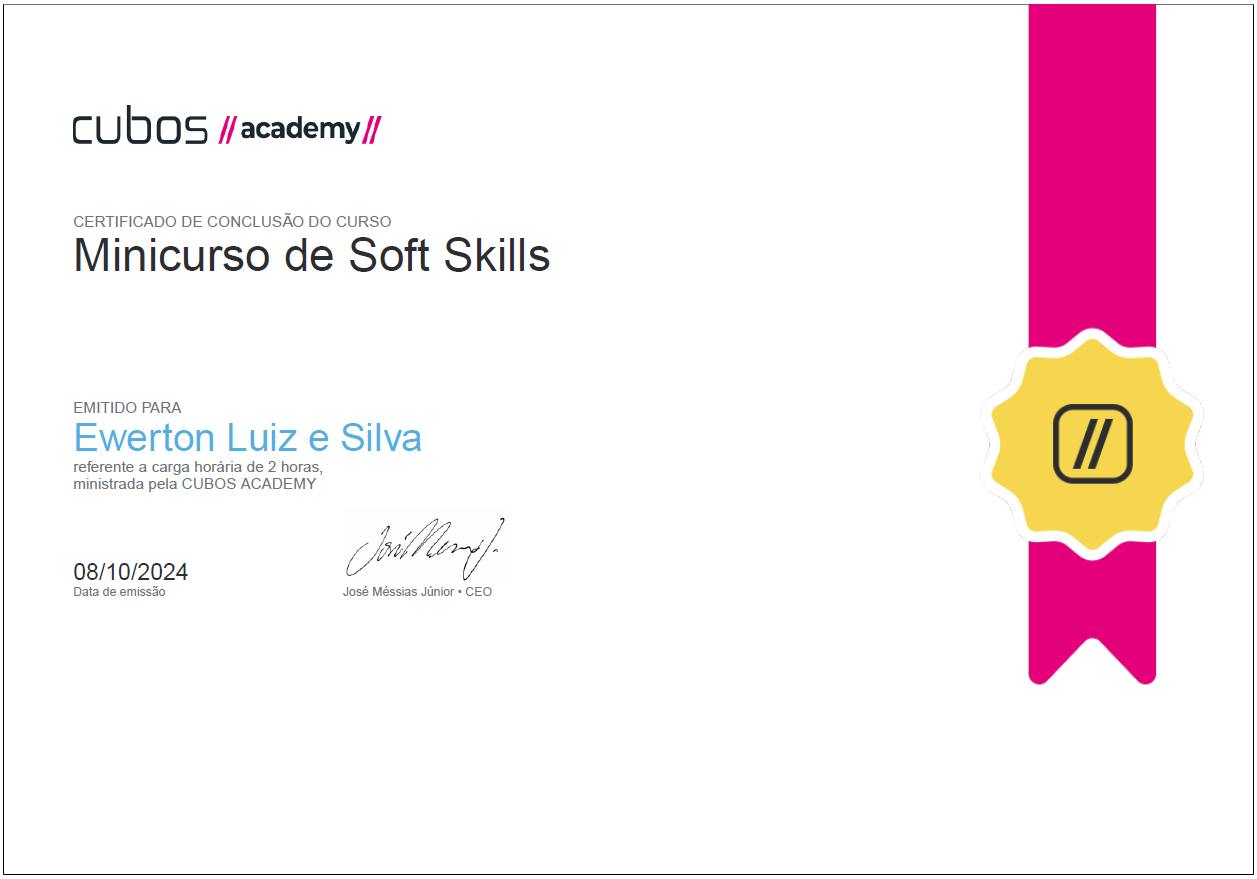 cubos // academy //
CERTIFICADO DE CONCLUSÃO DO CURSO
Minicurso de Soft Skills
EMITIDO PARA
Ewerton Luiz e Silva
referente a carga horária de 2 horas,
ministrada pela CUBOS ACADEMY
08/10/2024
Data de emissão
José Méssias Júnior • CEO
//